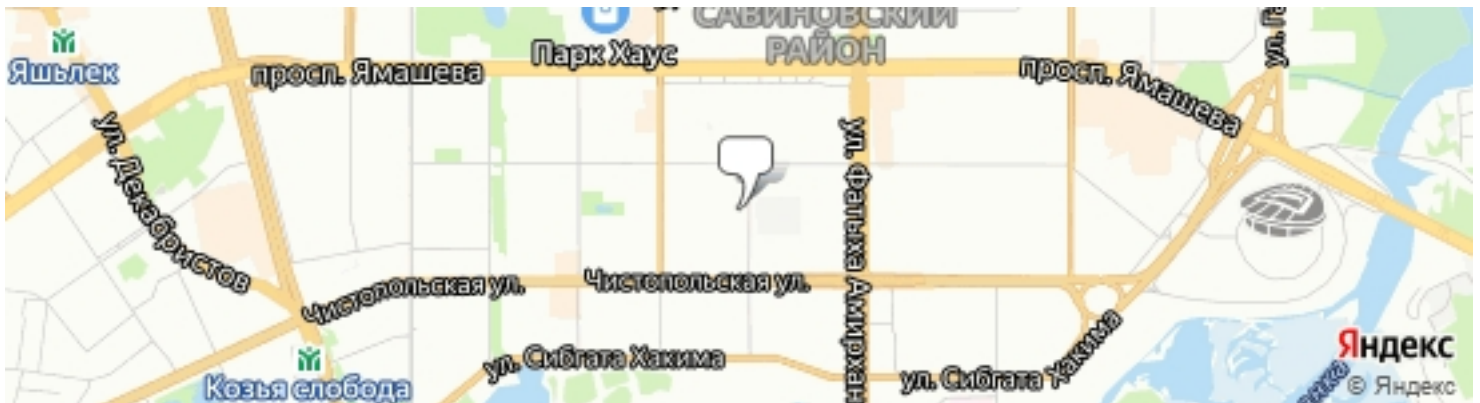 САВИНОВСКИЙ
РАЙОН
Парк Хаус
Яшьлек
просп. Ямашева
просп. Ямашева
ул. Декабристов
ул. Фатыха Амирхана
Чистопольская ул.
Чистопольская ул.
ул. Сибгата Хакима
ул. Сибгата Хакима
Козья слобода
Яндекс
© Яндекс